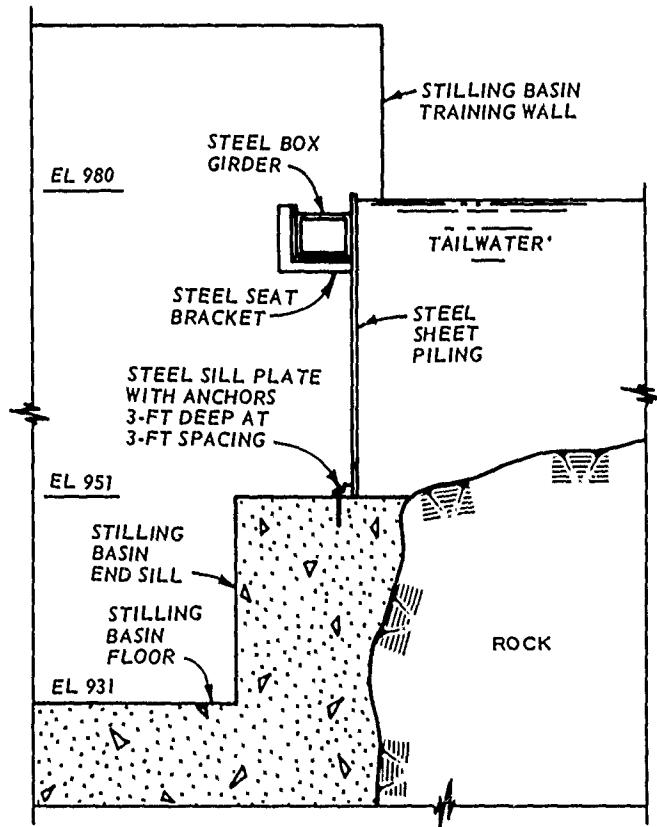 STILLING BASIN
TRAINING WALL
STEEL BOX
GIRDER
EL 980
TAILWATER
STEEL SEAT
BRACKET
STEEL
SHEET
PILING
STEEL SILL PLATE
WITH ANCHORS
3-FT DEEP AT
3-FT SPACING
EL 951
STILLING
BASIN
END SILL
STILLING
BASIN
FLOOR
ROCK
EL 931